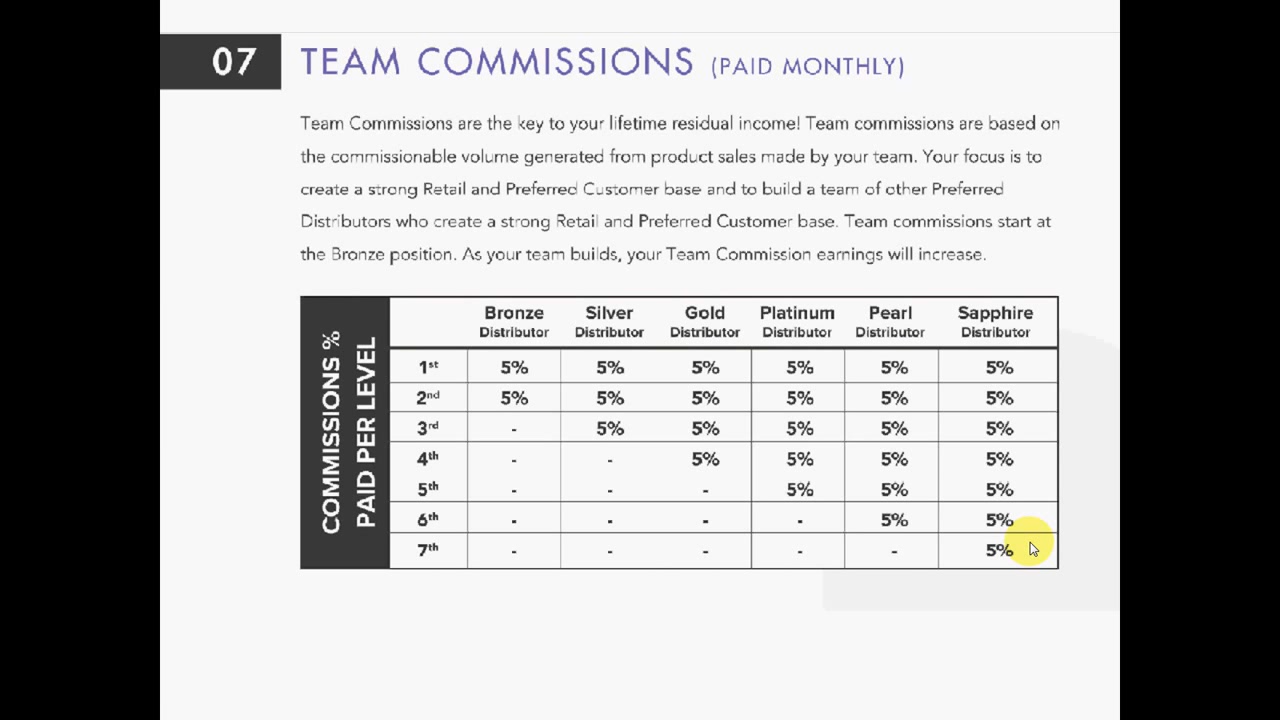 07 TEAM COMMISSIONS (PAID MONTHLY)
Team Commissions are the key to your lifetime residual income! Team commissions are based on
the commissionable volume generated from product sales made by your team. Your focus is to
create a strong Retail and Preferred Customer base and to build a team of other Preferred
Distributors who create a strong Retail and Preferred Customer base. Team commissions start at
the Bronze position. As your team builds, your Team Commission earnings will increase.
COMMISSIONS %
PAID PER LEVEL
Bronze Silver Gold Platinum Pearl Sapphire
Distributor Distributor Distributor Distributor Distributor Distributor
1st 5% 5% 5% 5% 5% 5%
2nd 5% 5% 5% 5% 5% 5%
3rd - 5% 5% 5% 5% 5%
4th - - 5% 5% 5% 5%
5th - - - 5% 5% 5%
6th - - - - 5% 5%
7th - - - - - 5%